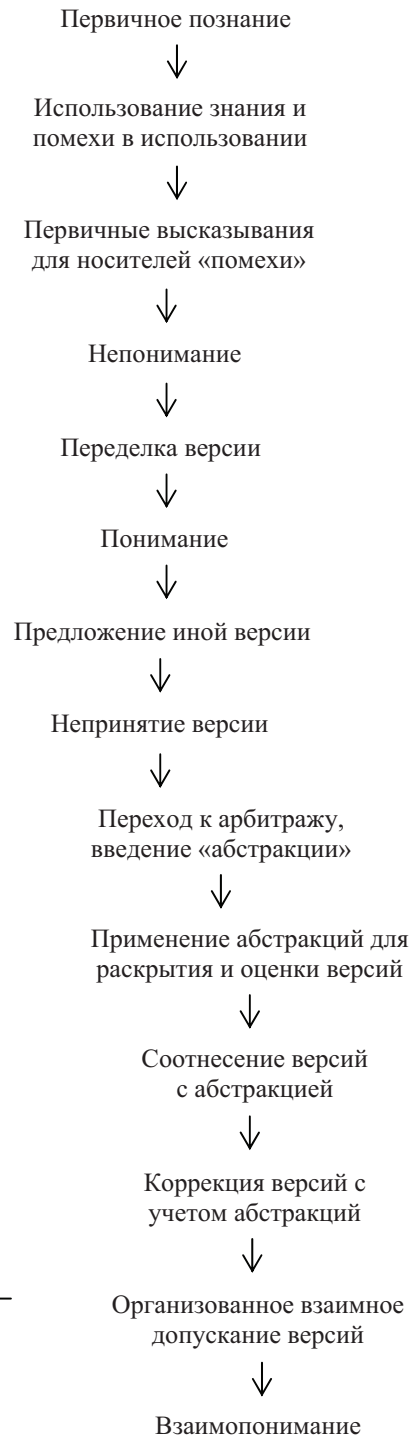 Первичное познание
Использование знания и
помехи в использовании
Первичные высказывания
для носителей «помехи»
Непонимание
Переделка версии
Понимание
Предложение иной версии
Непринятие версии
Переход к арбитражу,
введение «абстракции»
Применение абстракций для
раскрытия и оценки версий
Соотнесение версий
с абстракцией
Коррекция версий с
учетом абстракций
Организованное взаимное
допускание версий
Взаимопонимание